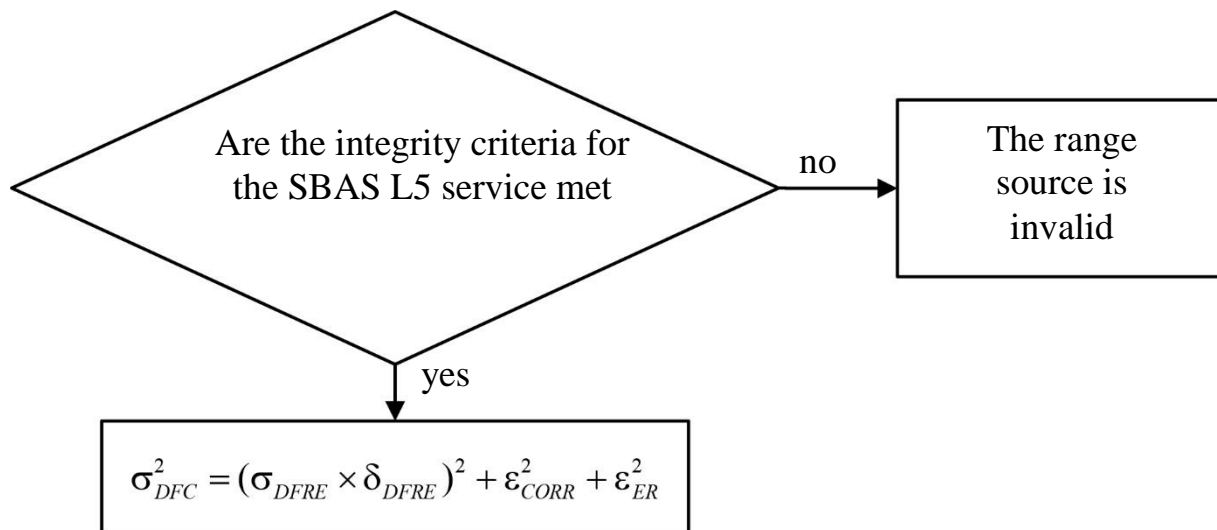 Are the integrity criteria for
the SBAS L5 service met
no
The range
source is
invalid
yes
σ²_DFC = (σ_DFRE × δ_DFRE)² + ε²_CORR + ε²_ER